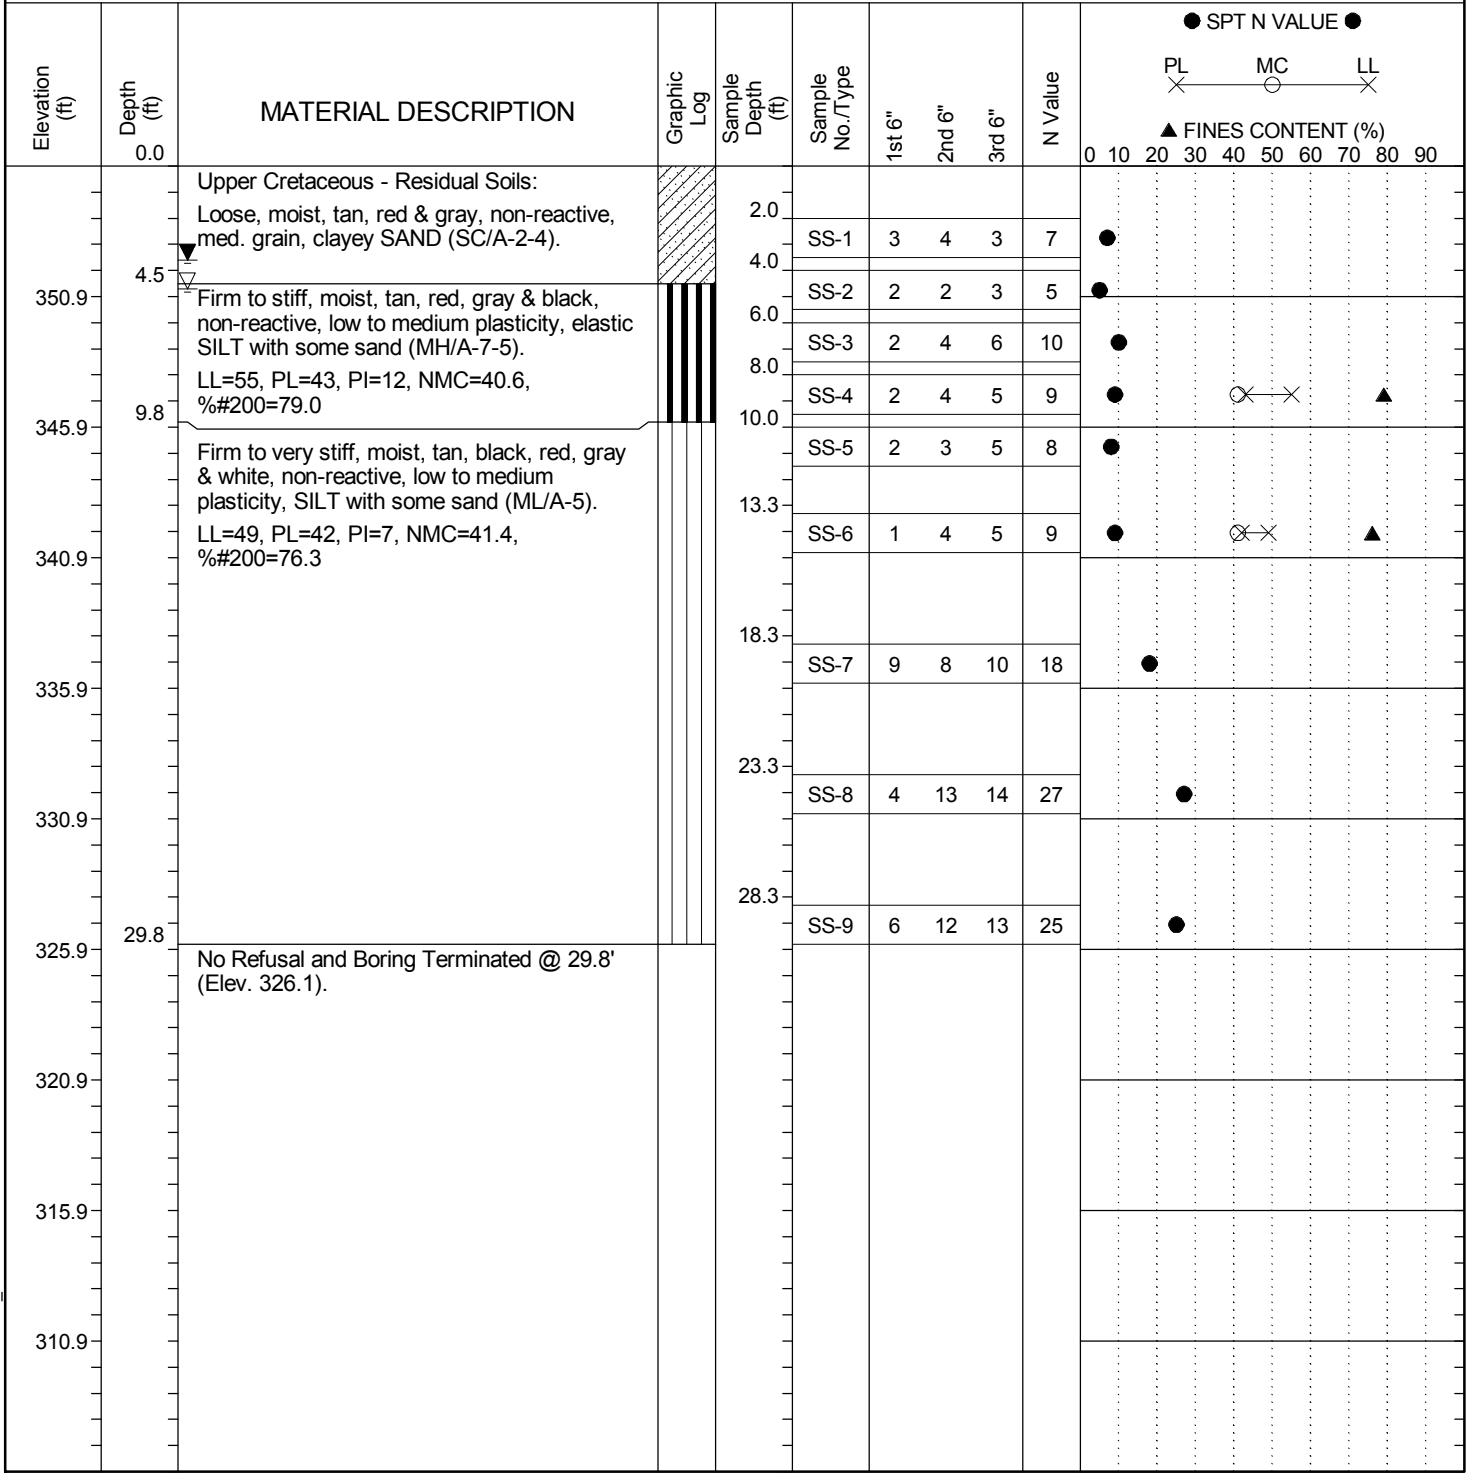 ● SPT N VALUE ●
PL MC LL
▲ FINES CONTENT (%)
0 10 20 30 40 50 60 70 80 90
Elevation
(ft)
Depth
(ft)
0.0
MATERIAL DESCRIPTION
Graphic
Log
Sample
Depth
(ft)
Sample
No./Type
1st 6"
2nd 6"
3rd 6"
N Value
Upper Cretaceous - Residual Soils:
Loose, moist, tan, red & gray, non-reactive,
med. grain, clayey SAND (SC/A-2-4).
2.0
SS-1 3 4 3 7
4.0
4.5
350.9
Firm to stiff, moist, tan, red, gray & black,
non-reactive, low to medium plasticity, elastic
SILT with some sand (MH/A-7-5).
LL=55, PL=43, PI=12, NMC=40.6,
%#200=79.0
SS-2 2 2 3 5
6.0
SS-3 2 4 6 10
8.0
SS-4 2 4 5 9
9.8
10.0
345.9
Firm to very stiff, moist, tan, black, red, gray
& white, non-reactive, low to medium
plasticity, SILT with some sand (ML/A-5).
LL=49, PL=42, PI=7, NMC=41.4,
%#200=76.3
SS-5 2 3 5 8
13.3
SS-6 1 4 5 9
340.9
18.3
SS-7 9 8 10 18
335.9
23.3
SS-8 4 13 14 27
330.9
28.3
SS-9 6 12 13 25
29.8
325.9
No Refusal and Boring Terminated @ 29.8'
(Elev. 326.1).
320.9
315.9
310.9